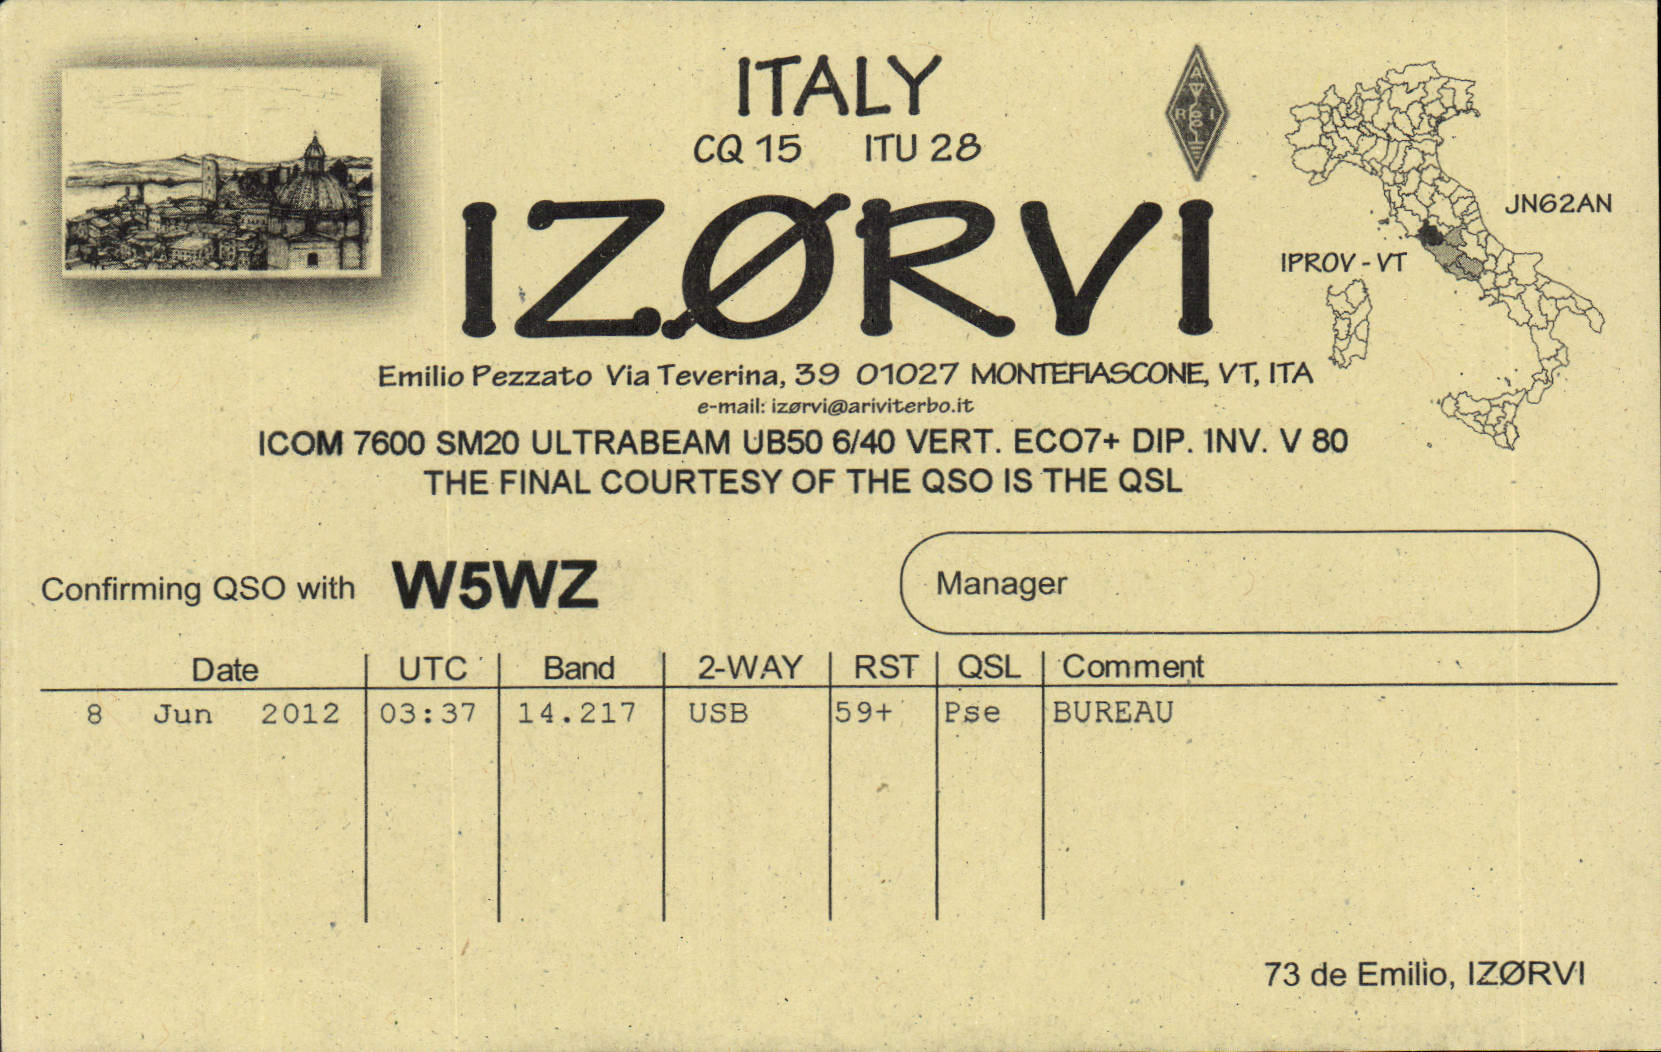 ITALY
CQ 15 ITU 28
ARI
IZØRVI
JN62AN
IPROV - VT
Emilio Pezzato Via Teverina, 39 01027 MONTEFIASCONE, VT, ITA
e-mail: izørvi@ariviterbo.it
ICOM 7600 SM20 ULTRABEAM UB50 6/40 VERT. ECO7+ DIP. INV. V 80
THE FINAL COURTESY OF THE QSO IS THE QSL
Confirming QSO with W5WZ
Manager
Date UTC Band 2-WAY RST QSL Comment
8 Jun 2012 03:37 14.217 USB 59+ Pse BUREAU
73 de Emilio, IZØRVI